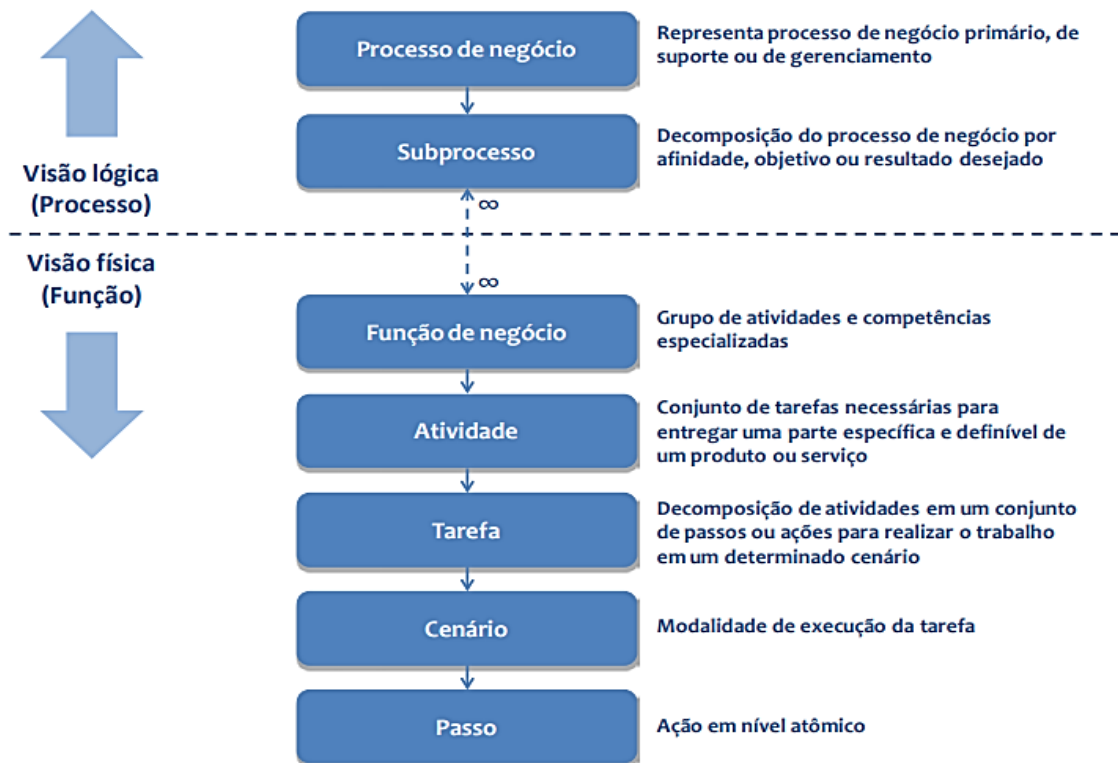 Processo de negócio
Representa processo de negócio primário, de
suporte ou de gerenciamento
Subprocesso
Decomposição do processo de negócio por
afinidade, objetivo ou resultado desejado
Visão lógica
(Processo)
∞
Visão física
(Função)
∞
Função de negócio
Grupo de atividades e competências
especializadas
Atividade
Conjunto de tarefas necessárias para
entregar uma parte específica e definível de
um produto ou serviço
Tarefa
Decomposição de atividades em um conjunto
de passos ou ações para realizar o trabalho
em um determinado cenário
Cenário
Modalidade de execução da tarefa
Passo
Ação em nível atômico